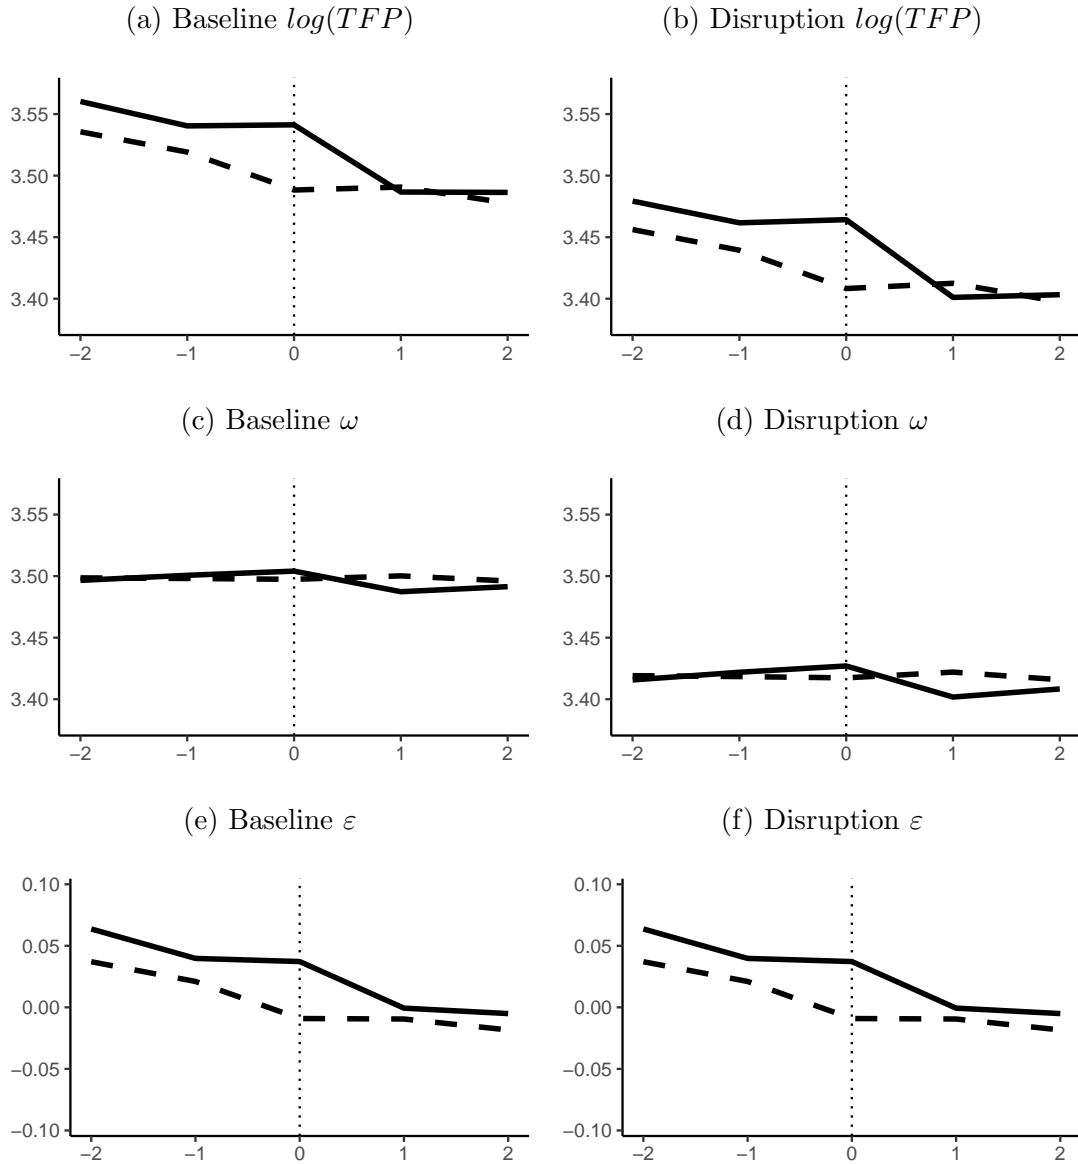 (a) Baseline log(TFP)
(b) Disruption log(TFP)
3.55
3.50
3.45
3.40
−2 −1 0 1 2
3.55
3.50
3.45
3.40
−2 −1 0 1 2
(c) Baseline ω
(d) Disruption ω
3.55
3.50
3.45
3.40
−2 −1 0 1 2
3.55
3.50
3.45
3.40
−2 −1 0 1 2
(e) Baseline ε
(f) Disruption ε
0.10
0.05
0.00
−0.05
−0.10
−2 −1 0 1 2
0.10
0.05
0.00
−0.05
−0.10
−2 −1 0 1 2